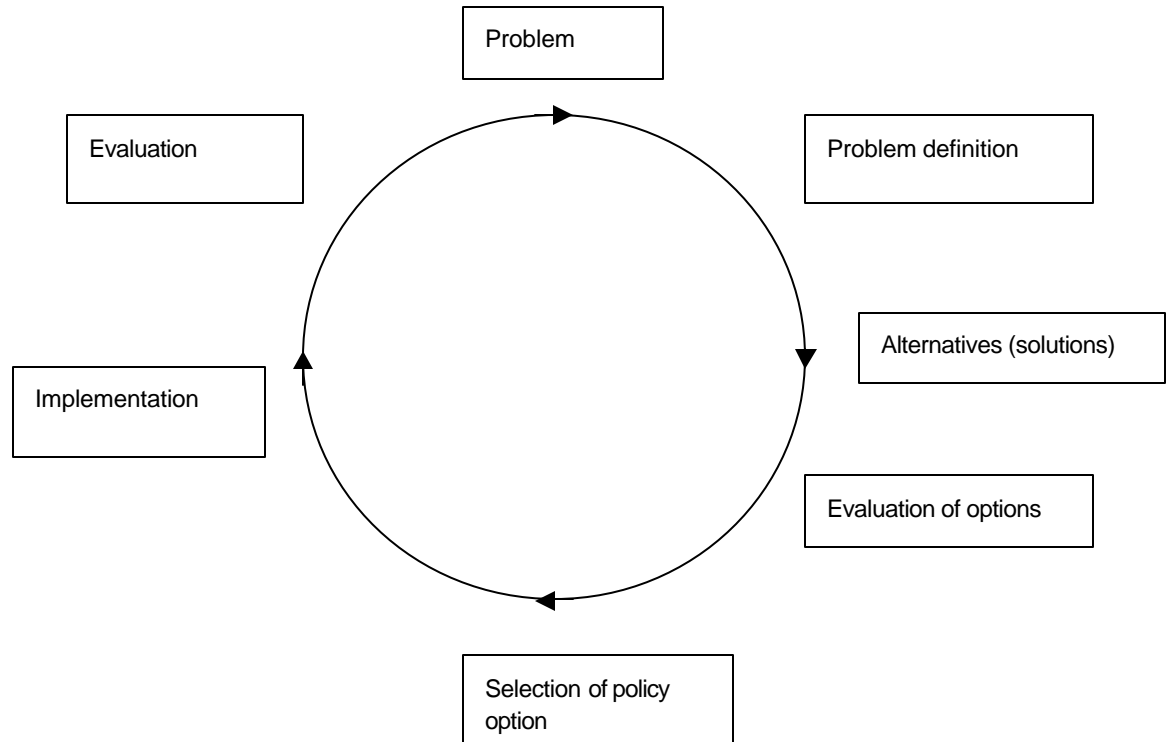 Problem
Problem definition
Alternatives (solutions)
Evaluation of options
Selection of policy
option
Implementation
Evaluation